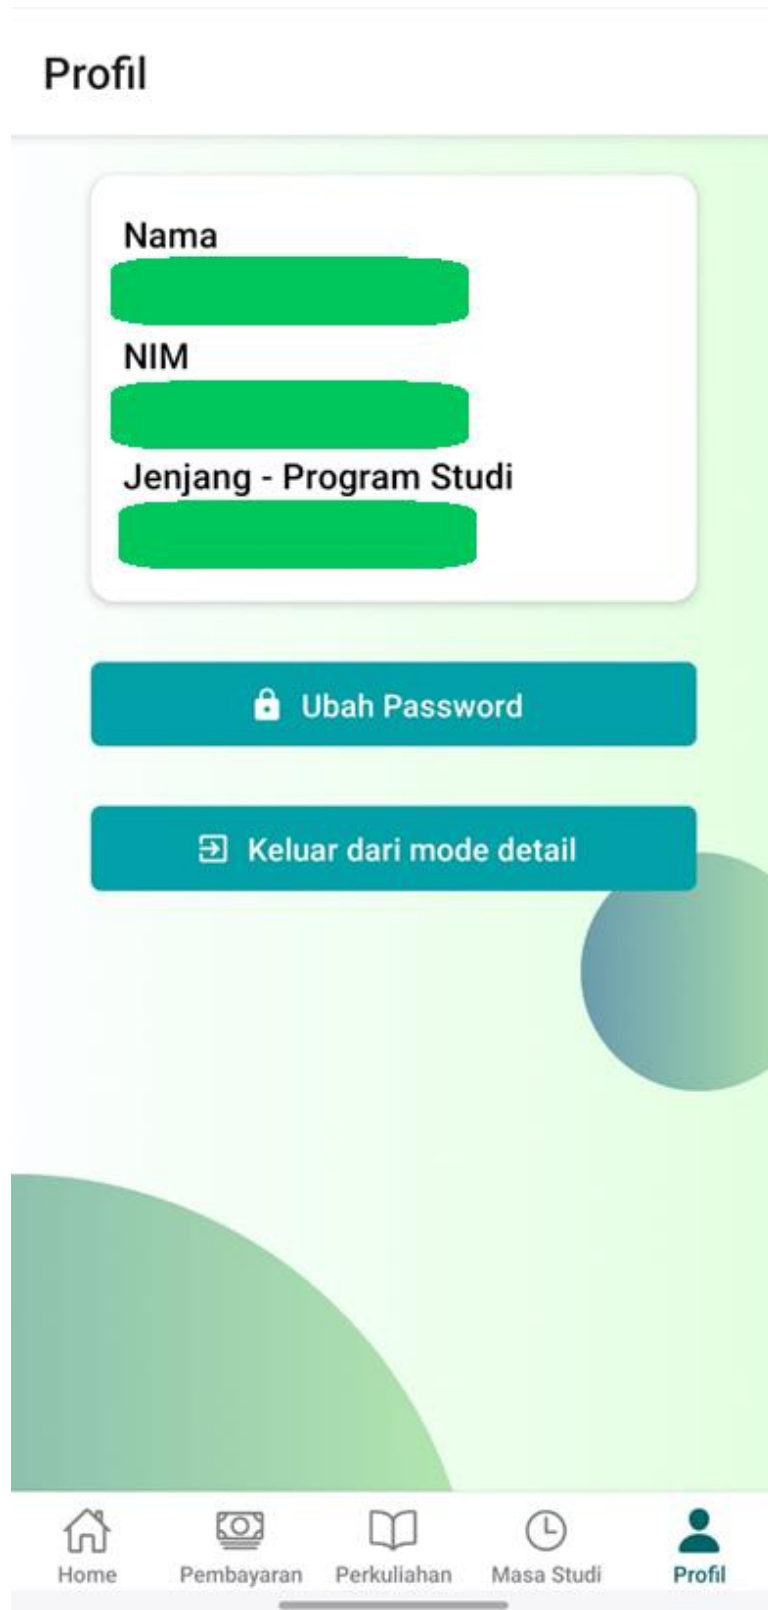 Profil
Nama
NIM
Jenjang - Program Studi
Ubah Password
Keluar dari mode detail
Home
Pembayaran
Perkuliahan
Masa Studi
Profil